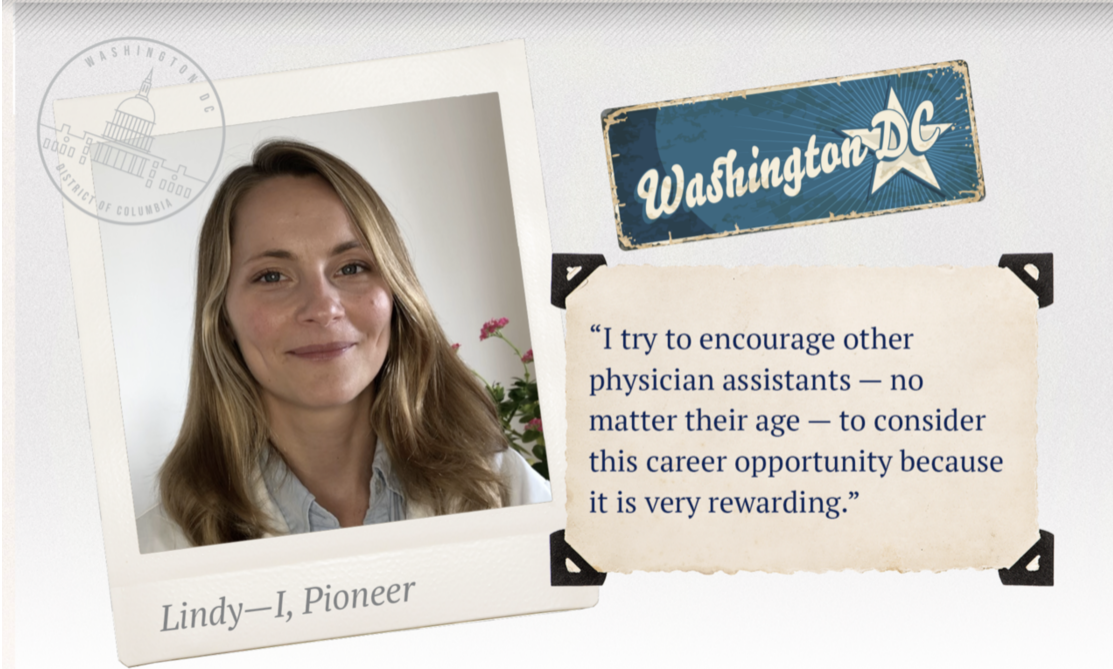 WASHINGTON DC
DISTRICT OF COLUMBIA
Washington DC
“I try to encourage other
physician assistants — no
matter their age — to consider
this career opportunity because
it is very rewarding.”
Lindy—I, Pioneer